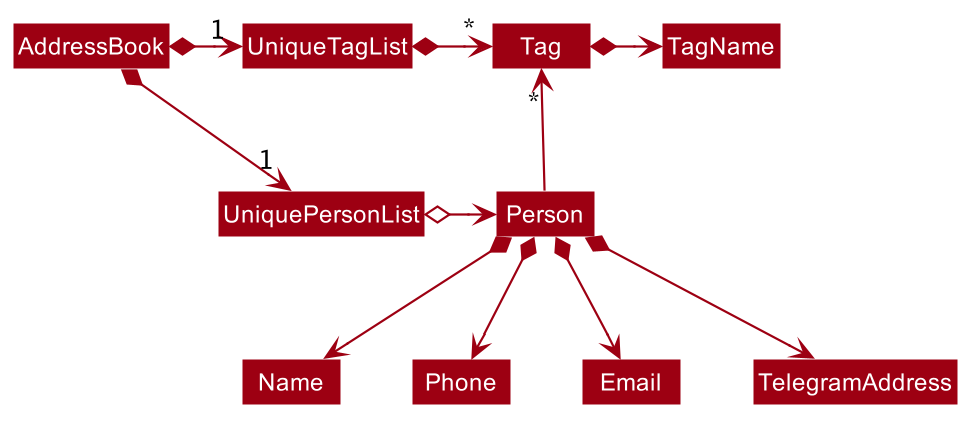 AddressBook 1 UniqueTagList * Tag TagName
*
1
UniquePersonList Person
Name Phone Email TelegramAddress